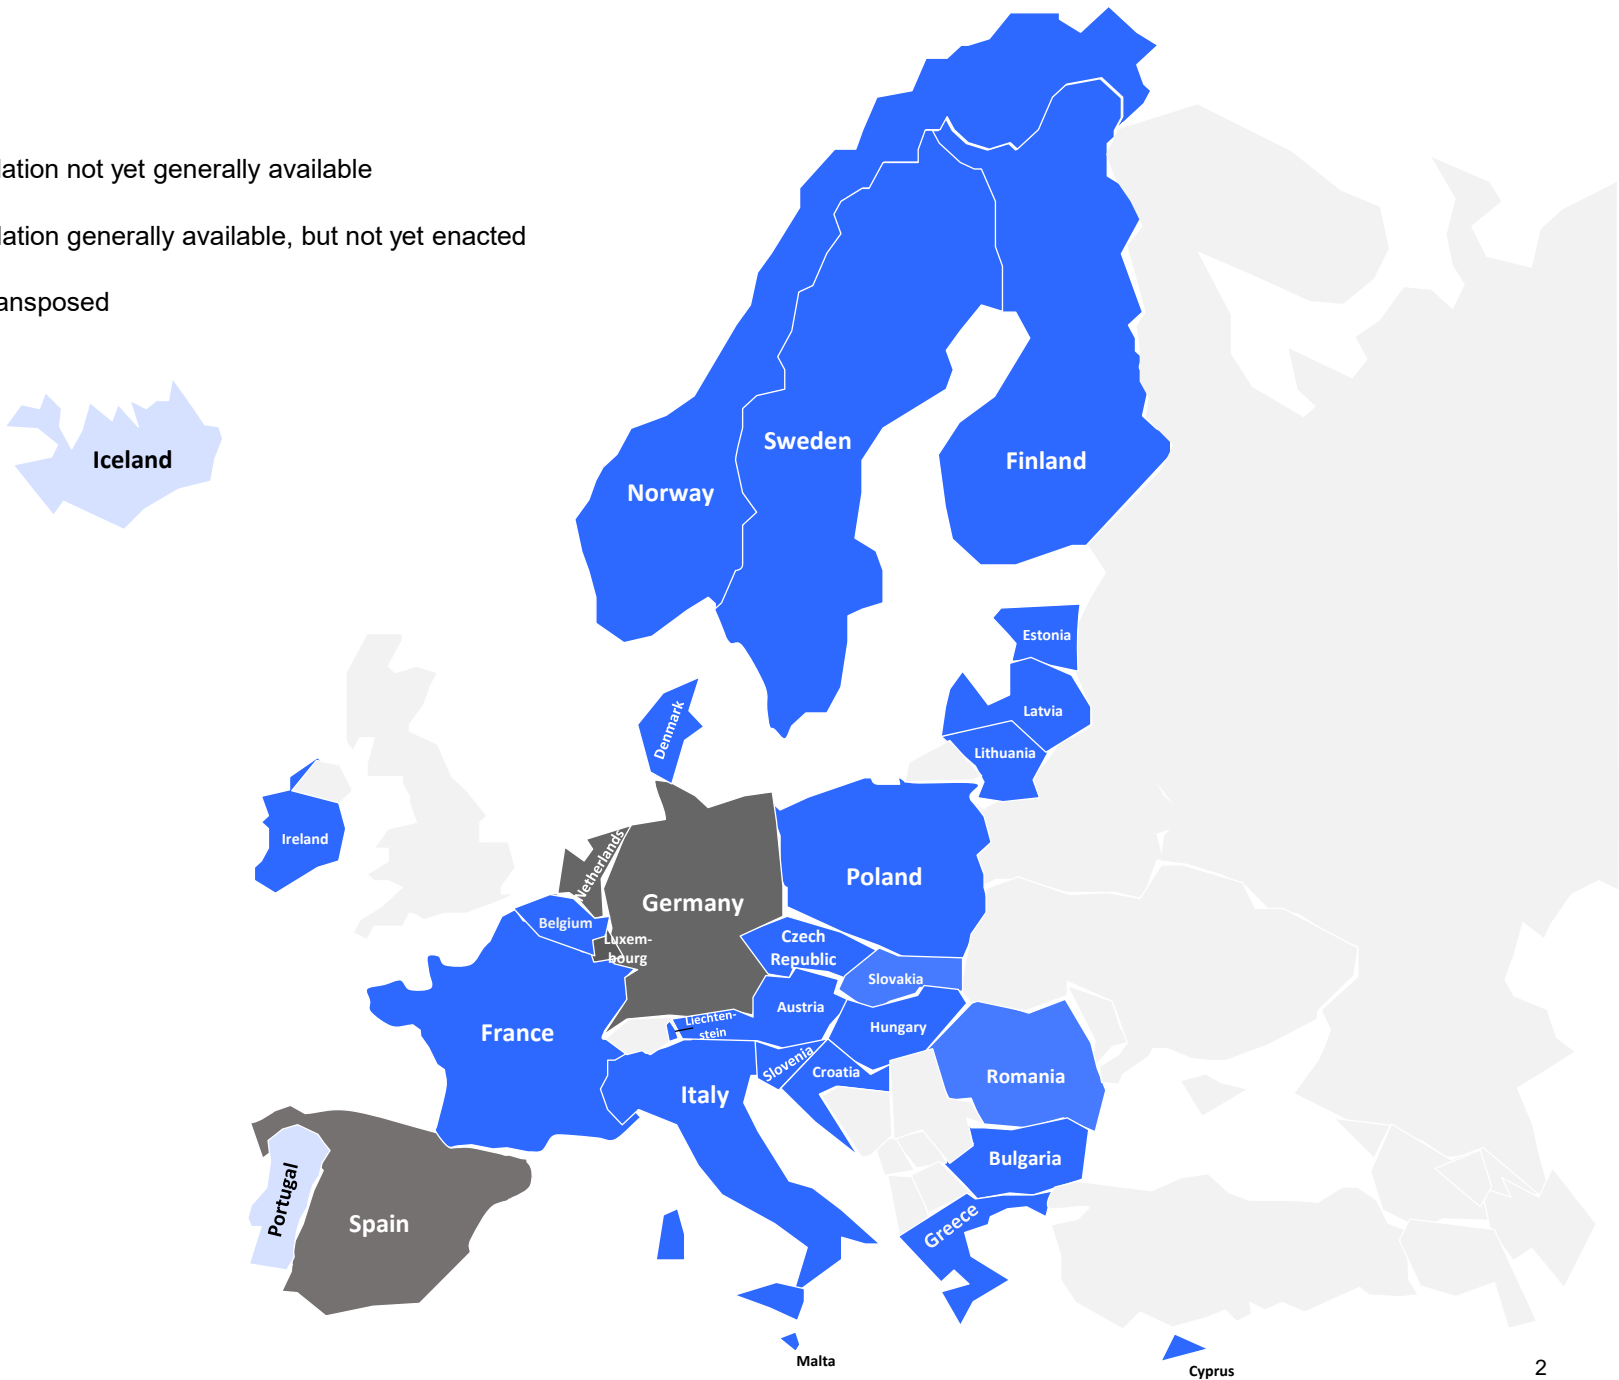 lation not yet generally available
lation generally available, but not yet enacted
ansposed
Iceland
Sweden
Finland
Norway
Estonia
Latvia
Denmark
Lithuania
Ireland
Netherlands
Poland
Germany
Belgium
Czech
Republic
Luxem-
bourg
Slovakia
Austria
Liechten-
stein
Hungary
France
Slovenia
Croatia
Romania
Italy
Bulgaria
Portugal
Spain
Greece
Malta
Cyprus
2